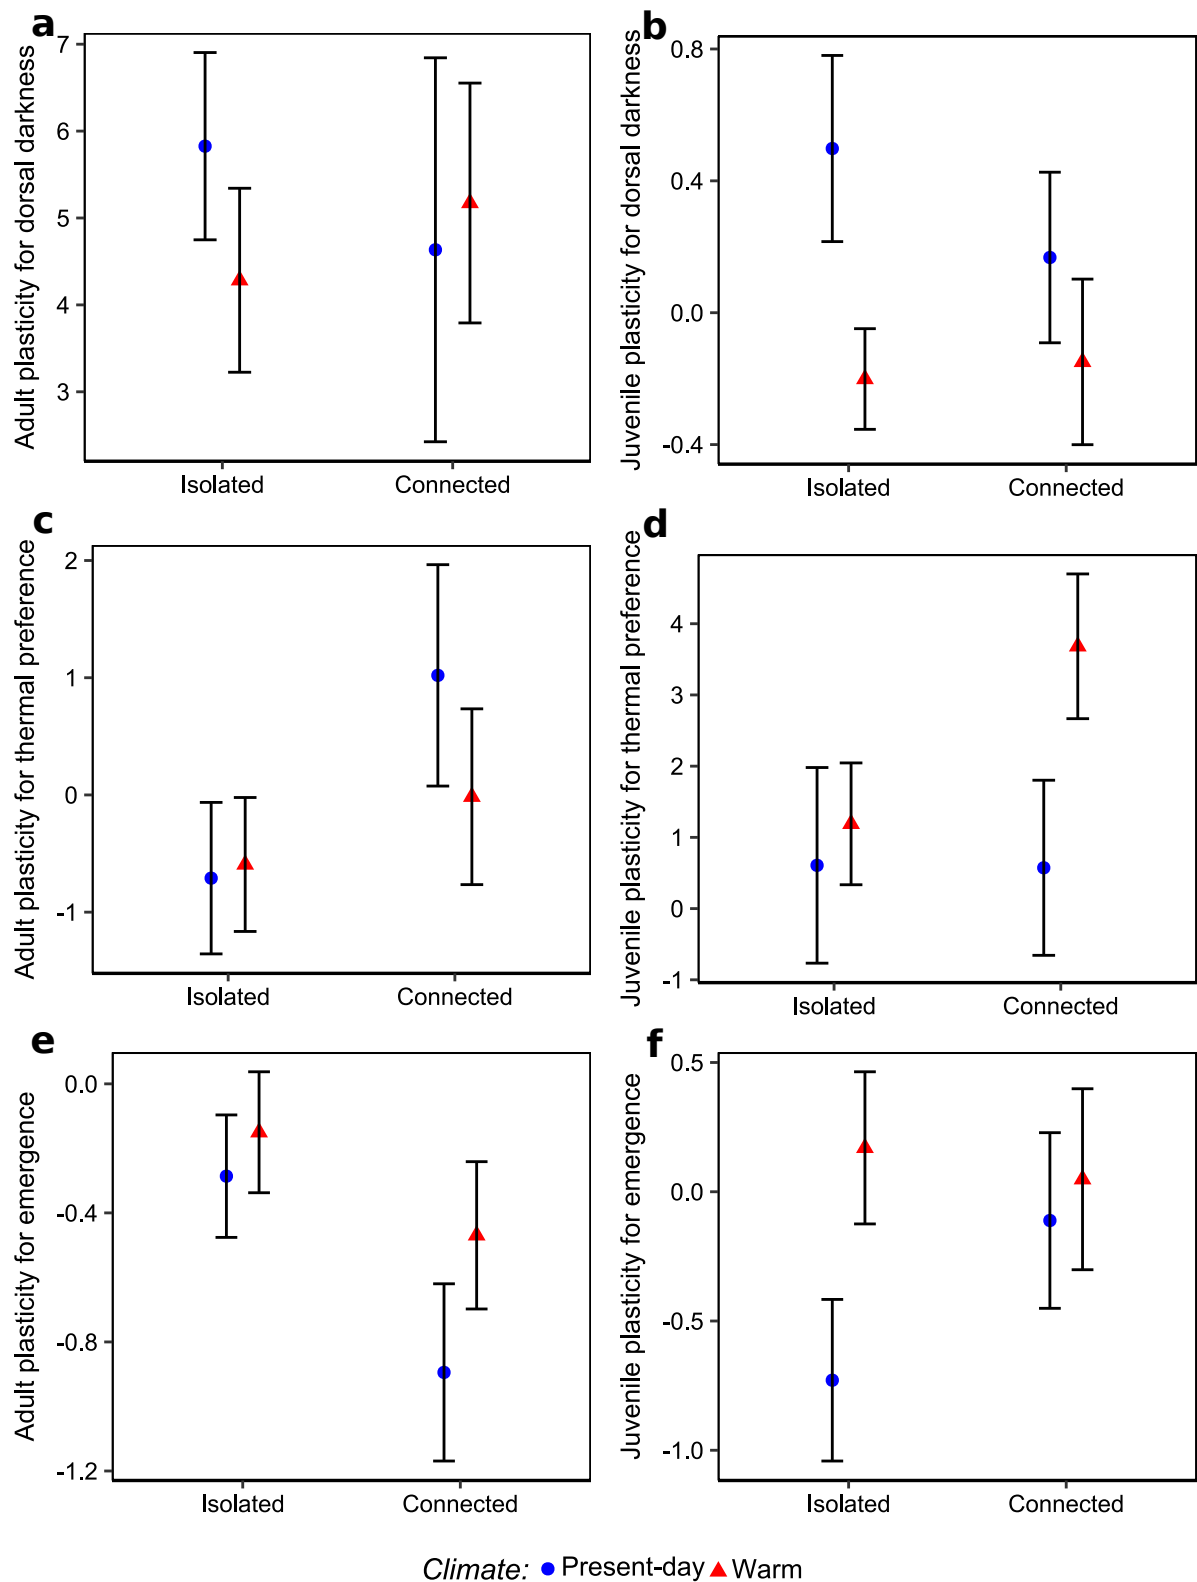 a
Adult plasticity for dorsal darkness
7
6
5
4
3
Isolated Connected
b
Juvenile plasticity for dorsal darkness
0.8
0.4
0.0
-0.4
Isolated Connected
c
Adult plasticity for thermal preference
2
1
0
-1
Isolated Connected
d
Juvenile plasticity for thermal preference
4
3
2
1
0
-1
Isolated Connected
e
Adult plasticity for emergence
0.0
-0.4
-0.8
-1.2
Isolated Connected
f
Juvenile plasticity for emergence
0.5
0.0
-0.5
-1.0
Isolated Connected
Climate: Present-day Warm